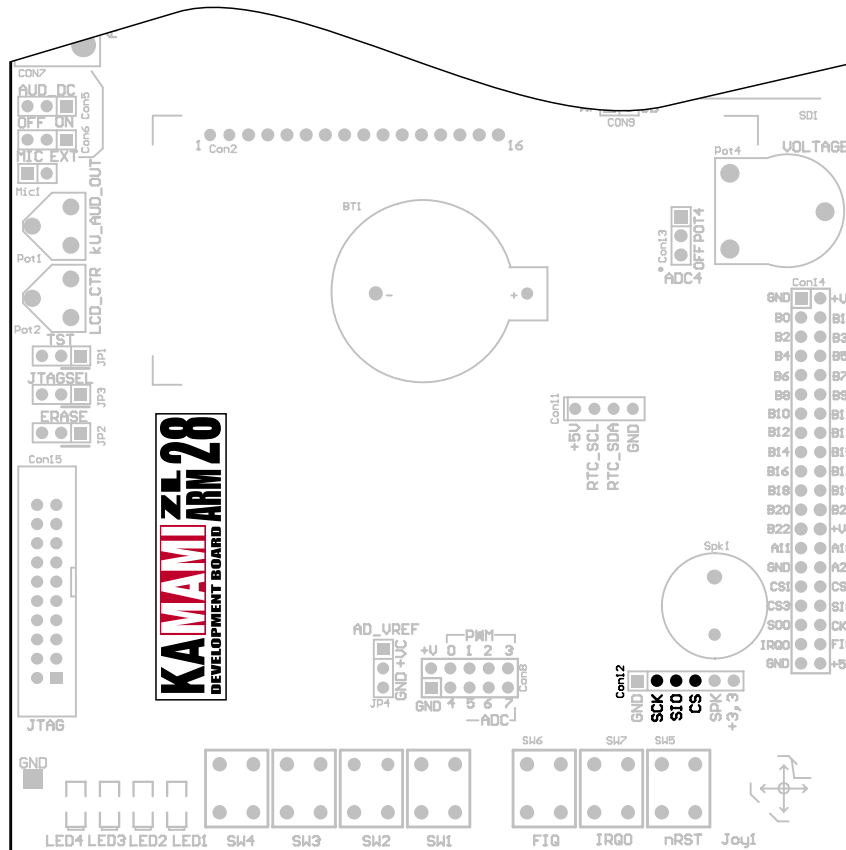 CON7
AUD_DC
Con5
OFF ON
Con6
MIC EXT
Mic1
kU_AUD_OUT
Pot1
LCD_CTR
Pot2
TST
JP1
JTAGSEL
JP3
ERASE
JP2
Con15
JTAG
GND
1 Con2 16
BT1
- +
CON9
SD1
VOLTAGE
Pot4
Con13
OFF POT4
ADC4
Con14
GND
B0
B2
B4
B6
B8
B10
B12
B14
B16
B18
B20
B22
A11
GND
CS1
CS3
SO0
IRQ0
GND
Con11
+5V
RTC_SCL
RTC_SDA
GND
KAMAMI ZL ARM 28
DEVELOPMENT BOARD
Spk1
AD_VREF
GND +VC
JP4
PWM
+V 0 1 2 3
Con8
GND 4 5 6 7
ADC
Con12
GND
SCK
SIO
CS
SPK
+3,3
SW6 SW7 SW5
LED4 LED3 LED2 LED1 SW4 SW3 SW2 SW1 FIQ IRQ0 nRST Joy1